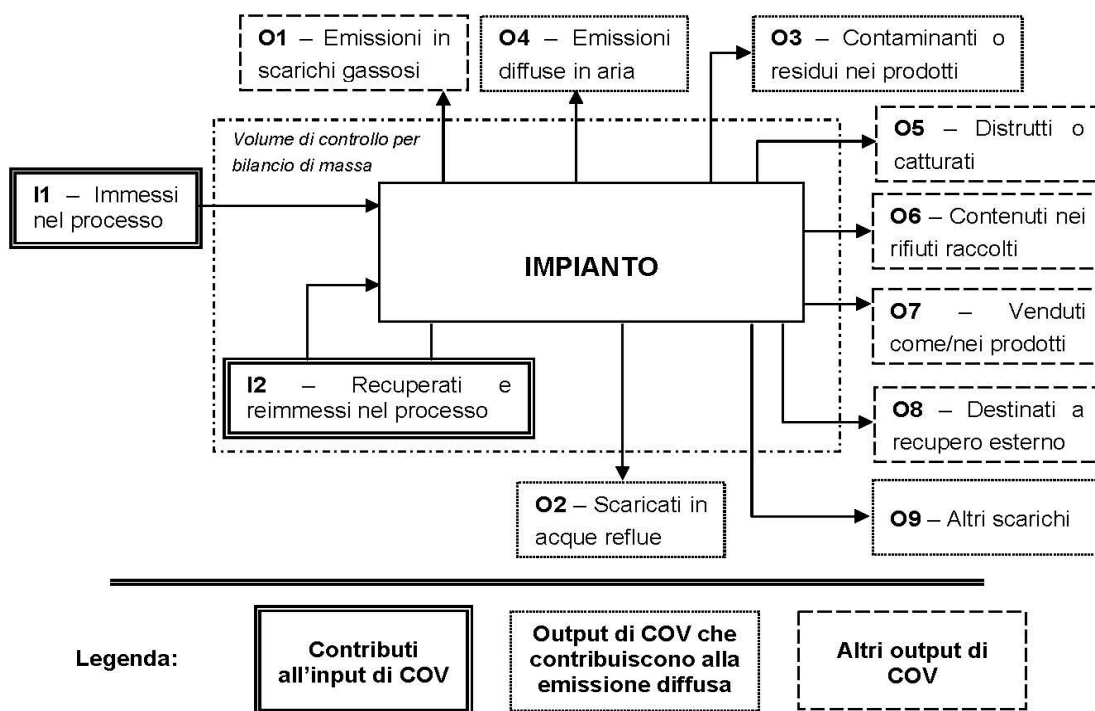 O1 – Emissioni in
scarichi gassosi
O4 – Emissioni
diffuse in aria
O3 – Contaminanti o
residui nei prodotti
Volume di controllo per
bilancio di massa
O5 – Distrutti o
catturati
I1 – Immessi
nel processo
O6 – Contenuti nei
rifiuti raccolti
IMPIANTO
O7 – Venduti
come/nei prodotti
I2 – Recuperati e
reimmessi nel processo
O8 – Destinati a
recupero esterno
O2 – Scaricati in
acque reflue
O9 – Altri scarichi
Legenda:
Contributi
all'input di COV
Output di COV che
contribuiscono alla
emissione diffusa
Altri output di
COV